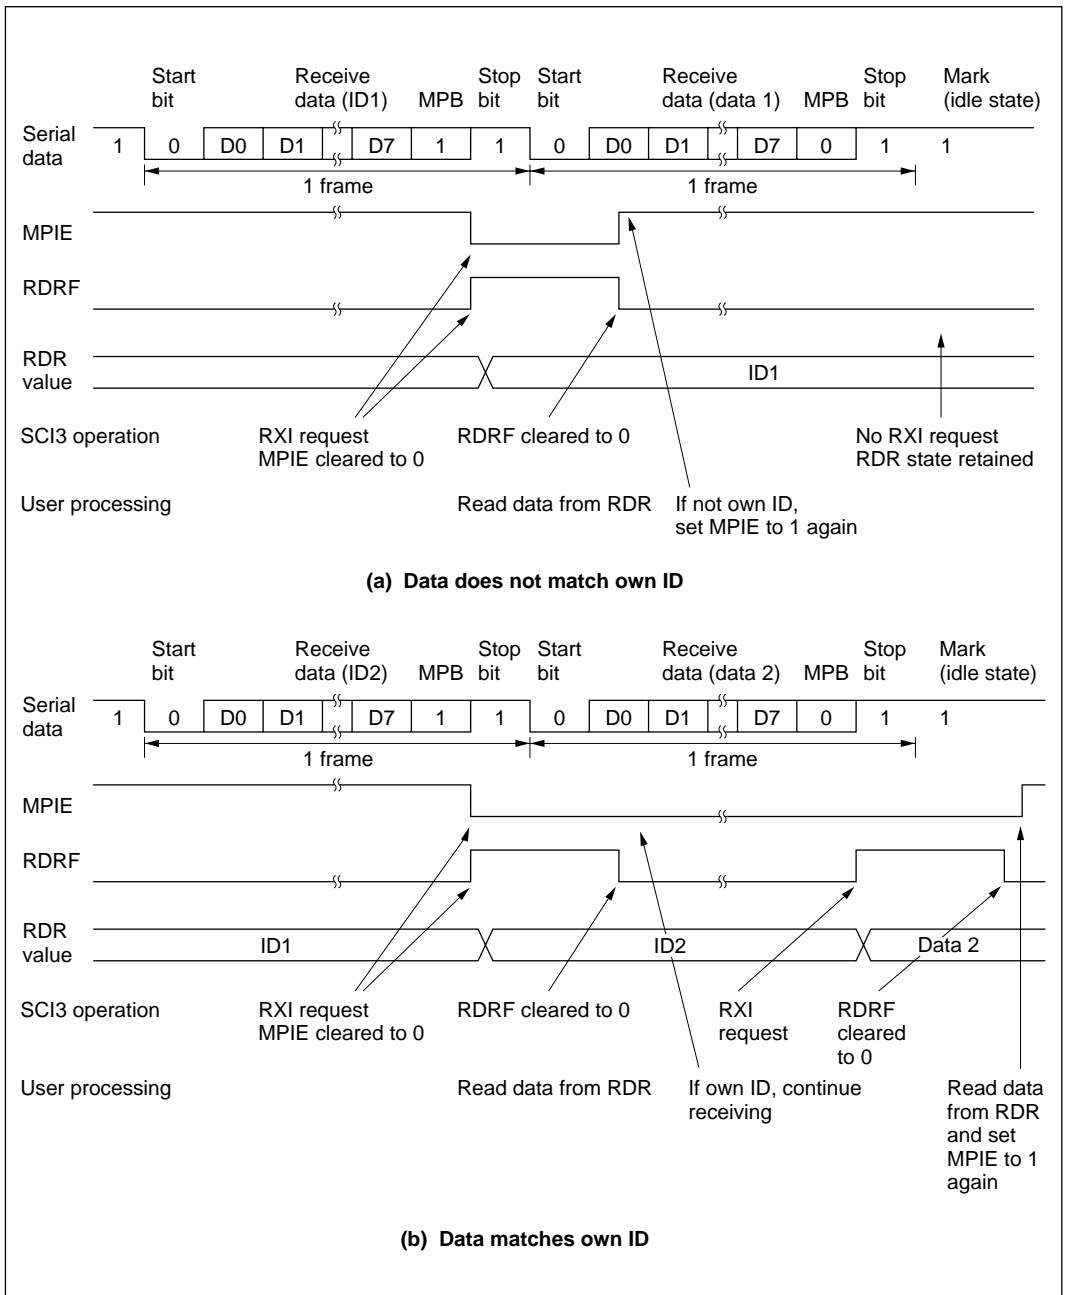 Start bit Receive data (ID1) MPB Stop bit Start bit Receive data (data 1) MPB Stop bit Mark (idle state)
Serial data 1 0 D0 D1 D7 1 1 0 D0 D1 D7 0 1 1
1 frame 1 frame
MPIE
RDRF
RDR value ID1
SCI3 operation RXI request MPIE cleared to 0 RDRF cleared to 0 No RXI request RDR state retained
User processing Read data from RDR If not own ID, set MPIE to 1 again
(a) Data does not match own ID
Start bit Receive data (ID2) MPB Stop bit Start bit Receive data (data 2) MPB Stop bit Mark (idle state)
Serial data 1 0 D0 D1 D7 1 1 0 D0 D1 D7 0 1 1
1 frame 1 frame
MPIE
RDRF
RDR value ID1 ID2 Data 2
SCI3 operation RXI request MPIE cleared to 0 RDRF cleared to 0 RXI request RDRF cleared to 0
User processing Read data from RDR If own ID, continue receiving Read data from RDR and set MPIE to 1 again
(b) Data matches own ID